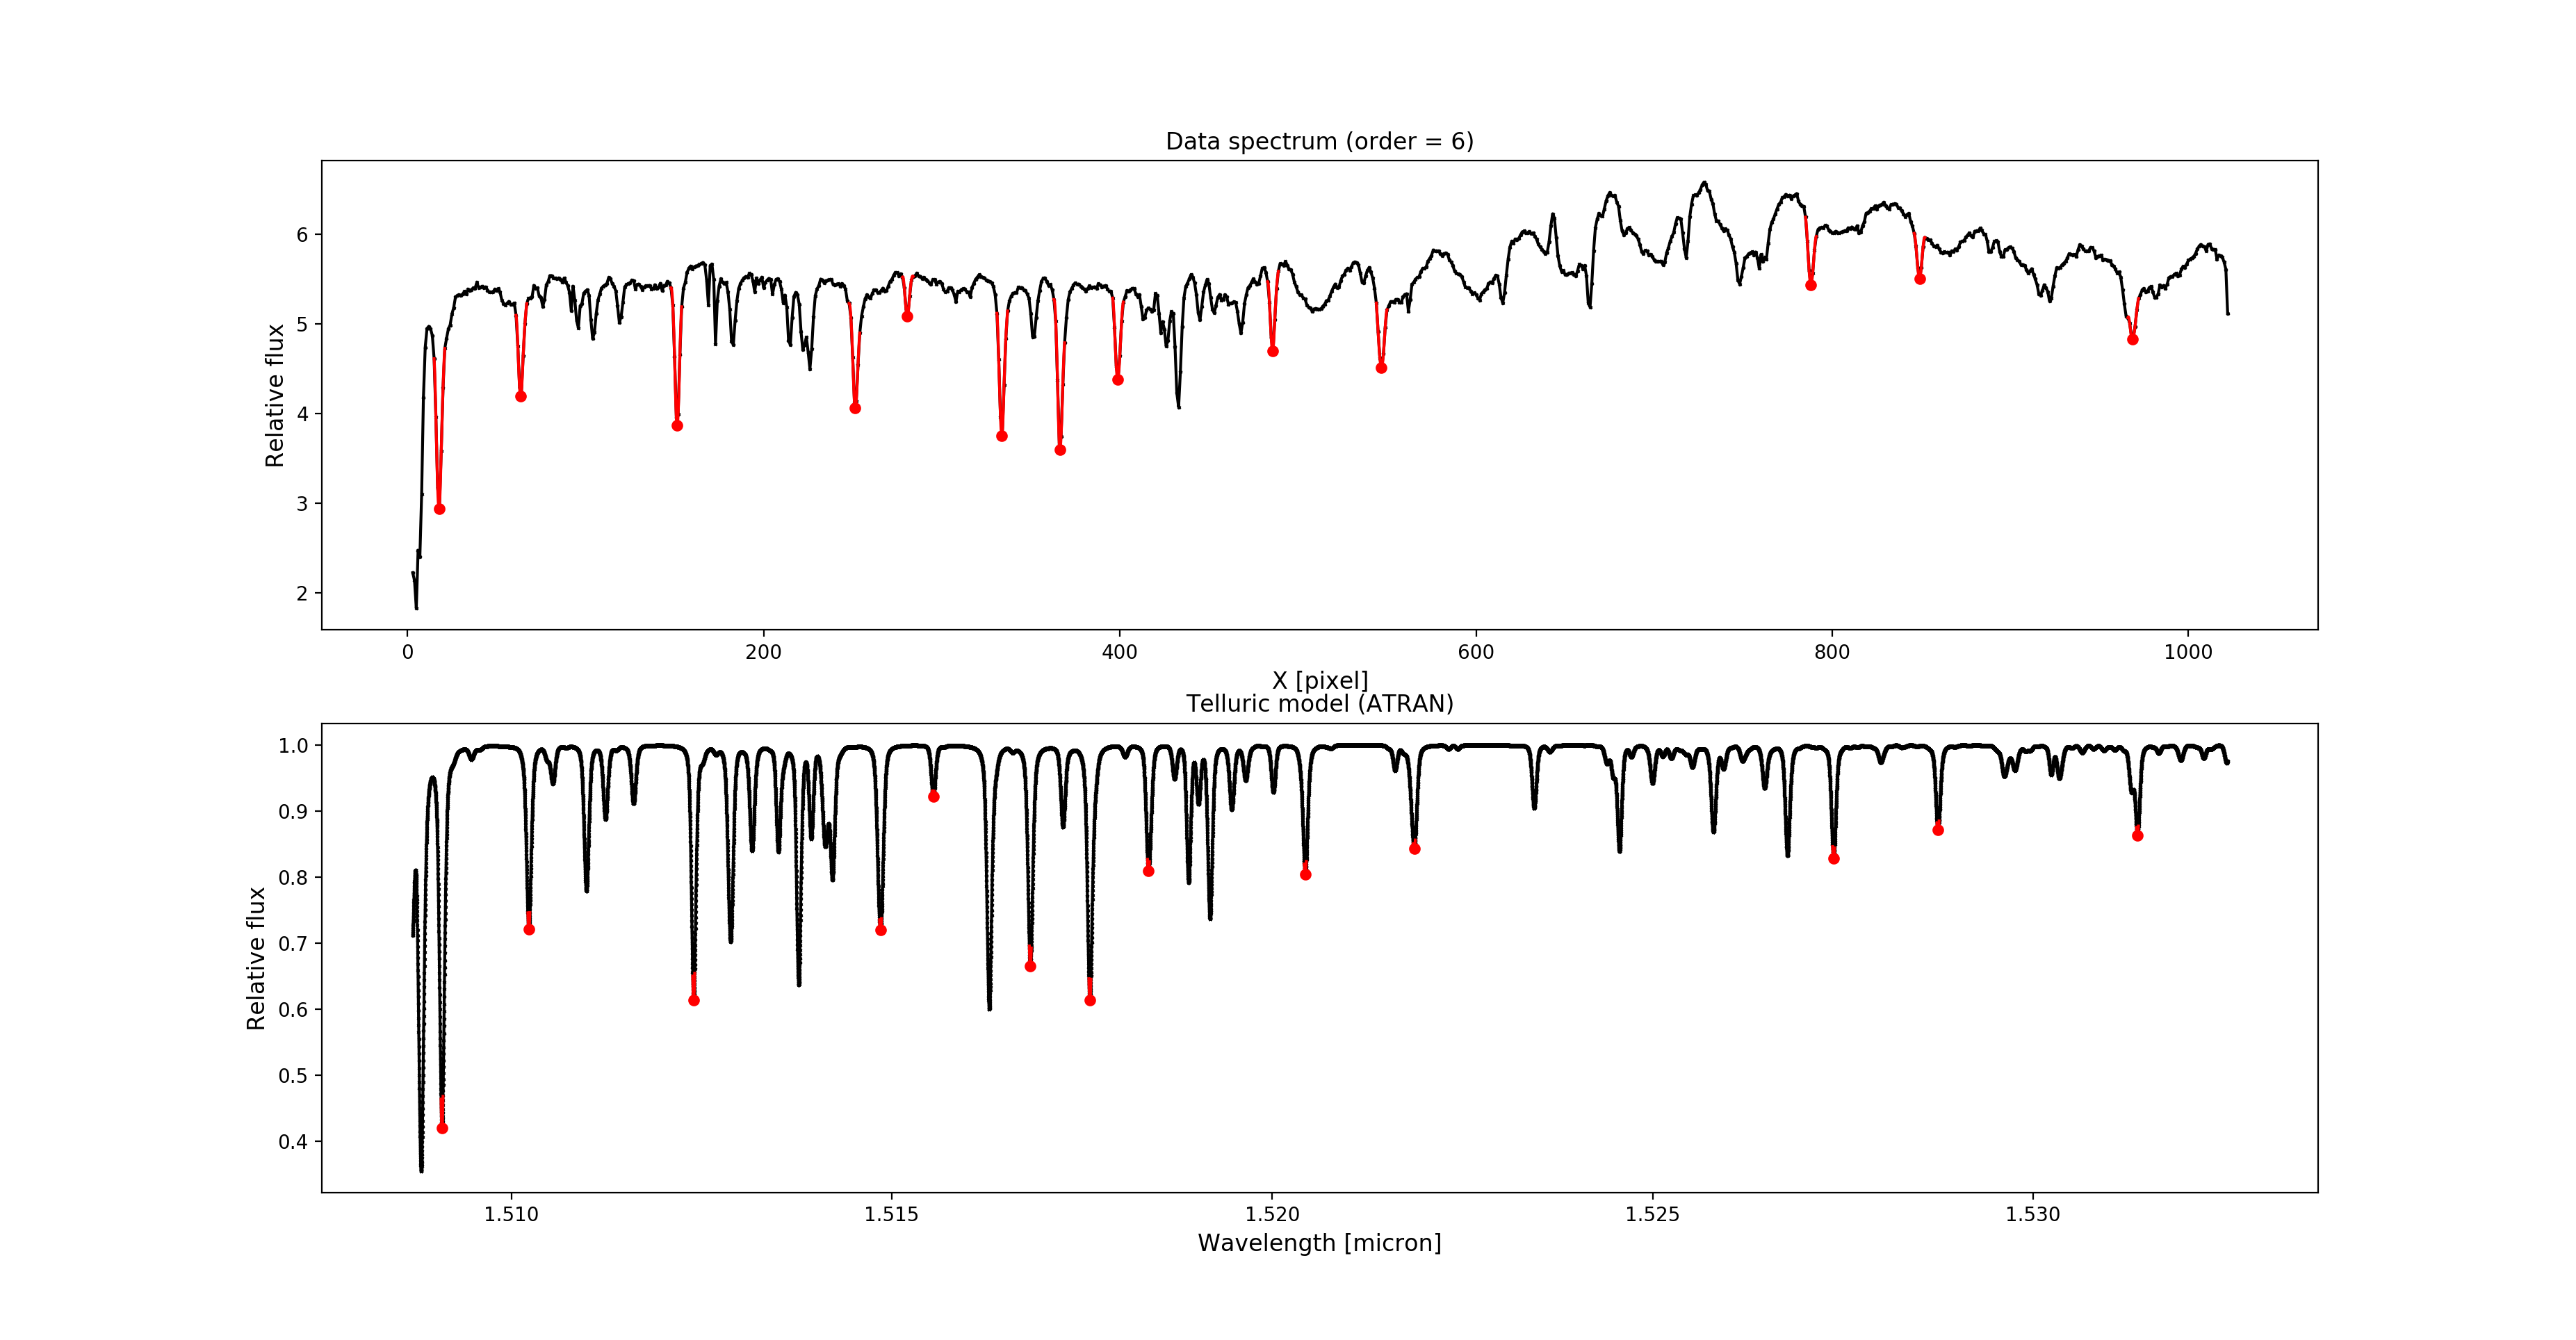 Data spectrum (order = 6)
Relative flux
6
5
4
3
2
0 200 400 600 800 1000
X [pixel]
Telluric model (ATRAN)
Relative flux
1.0
0.9
0.8
0.7
0.6
0.5
0.4
1.510 1.515 1.520 1.525 1.530
Wavelength [micron]